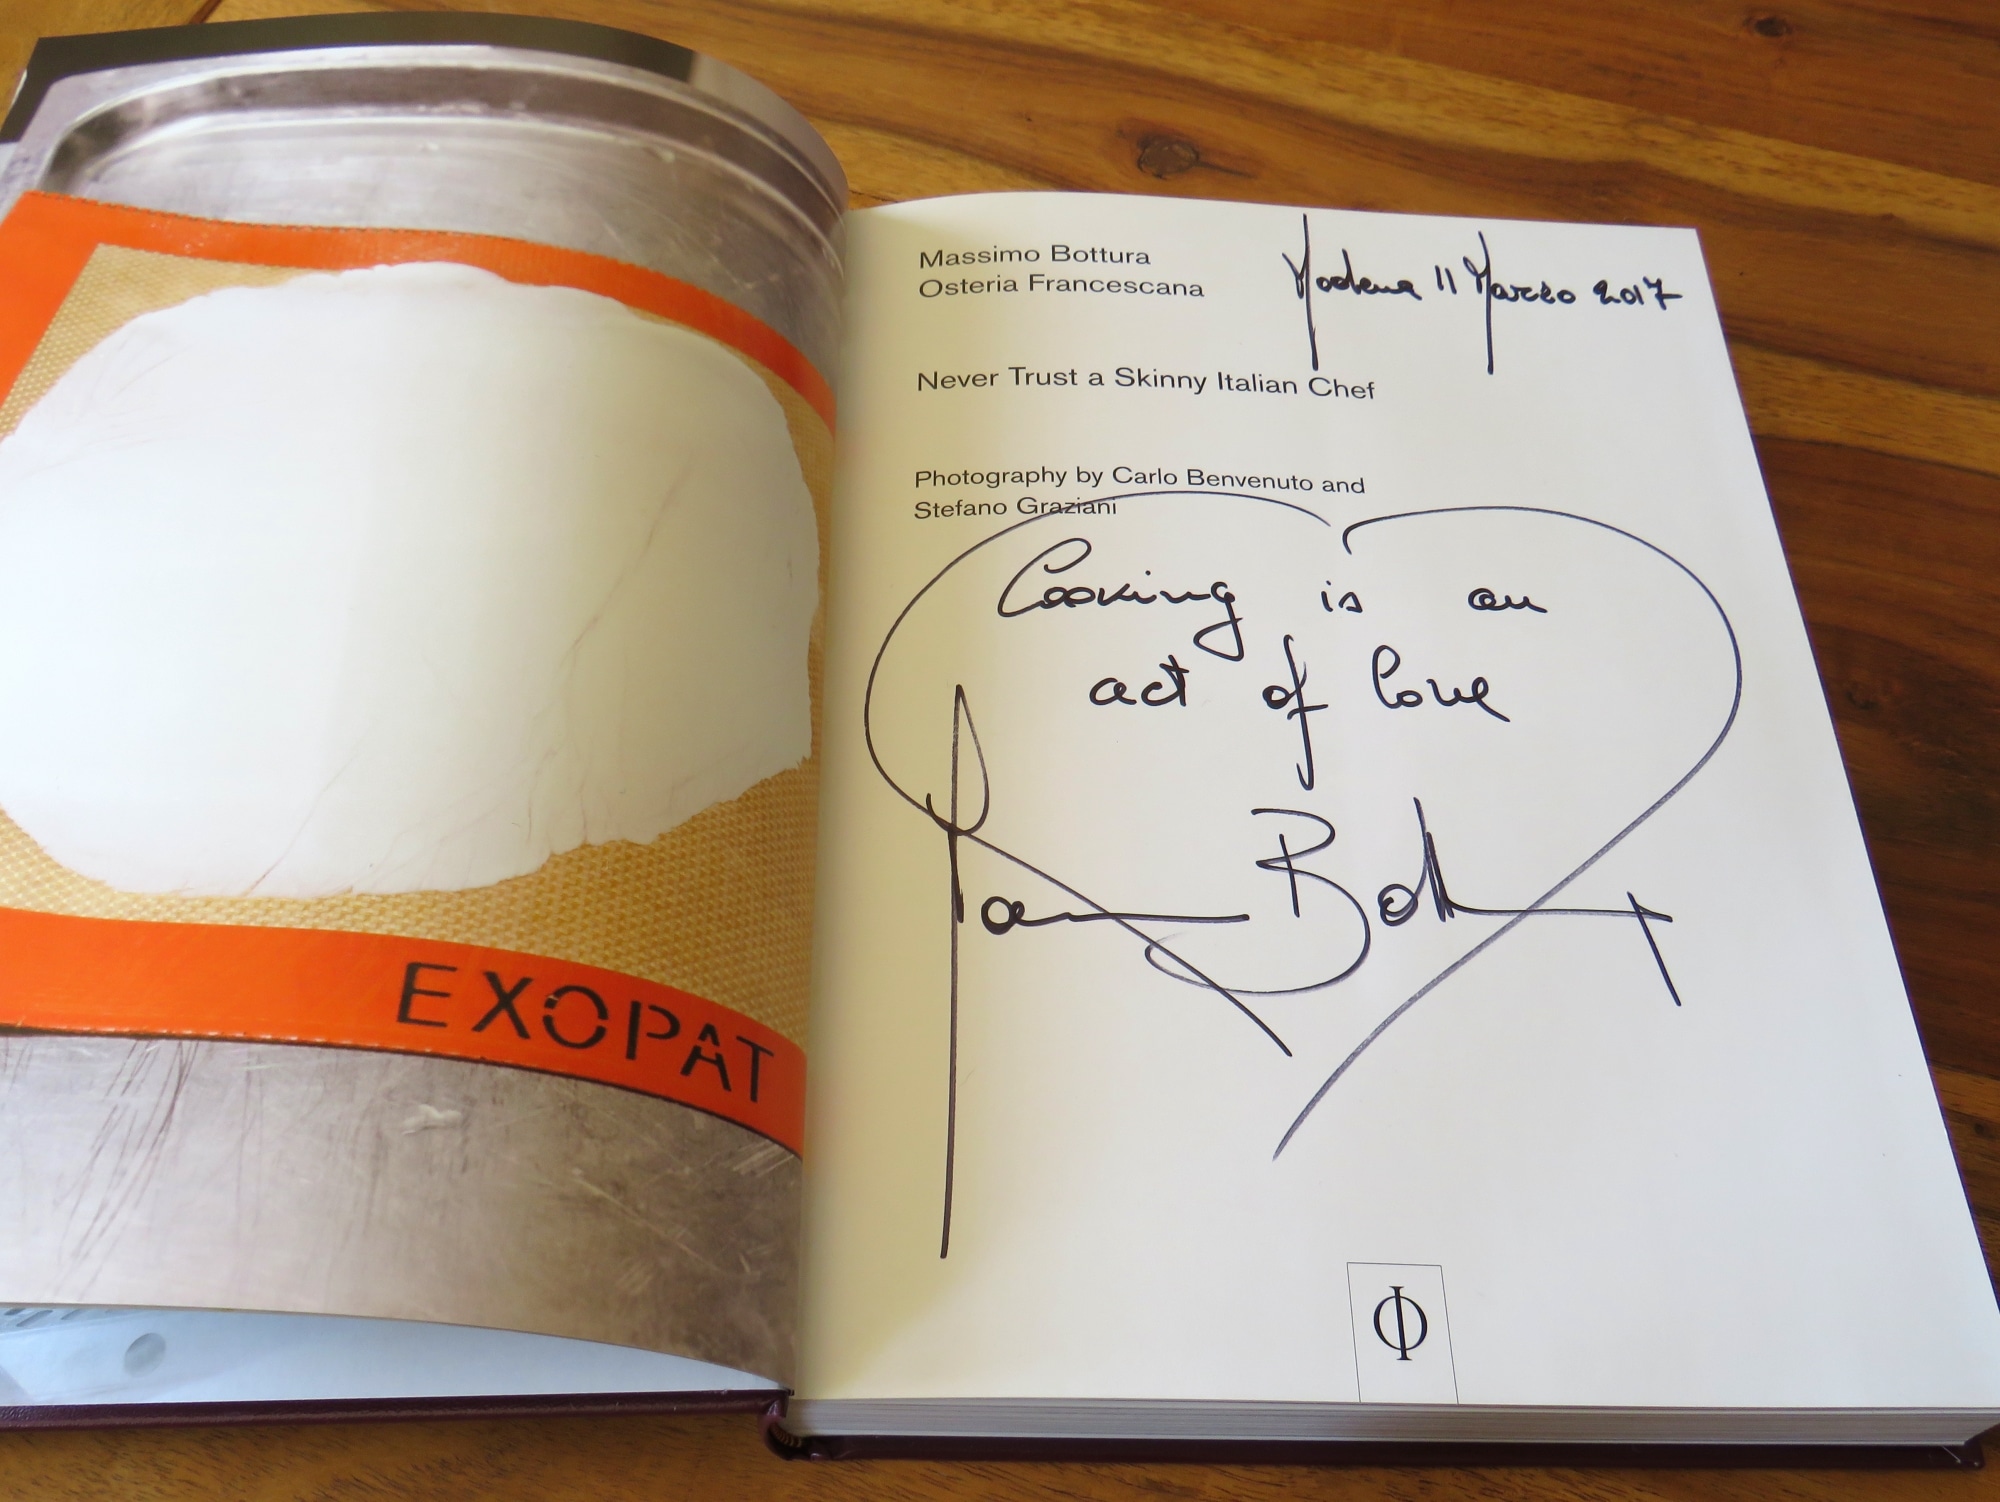 EXOPAT
Massimo Bottura
Osteria Francescana
Modena 11 Marzo 2017
Never Trust a Skinny Italian Chef
Photography by Carlo Benvenuto and
Stefano Graziani
Cooking is an
act of love
Φ